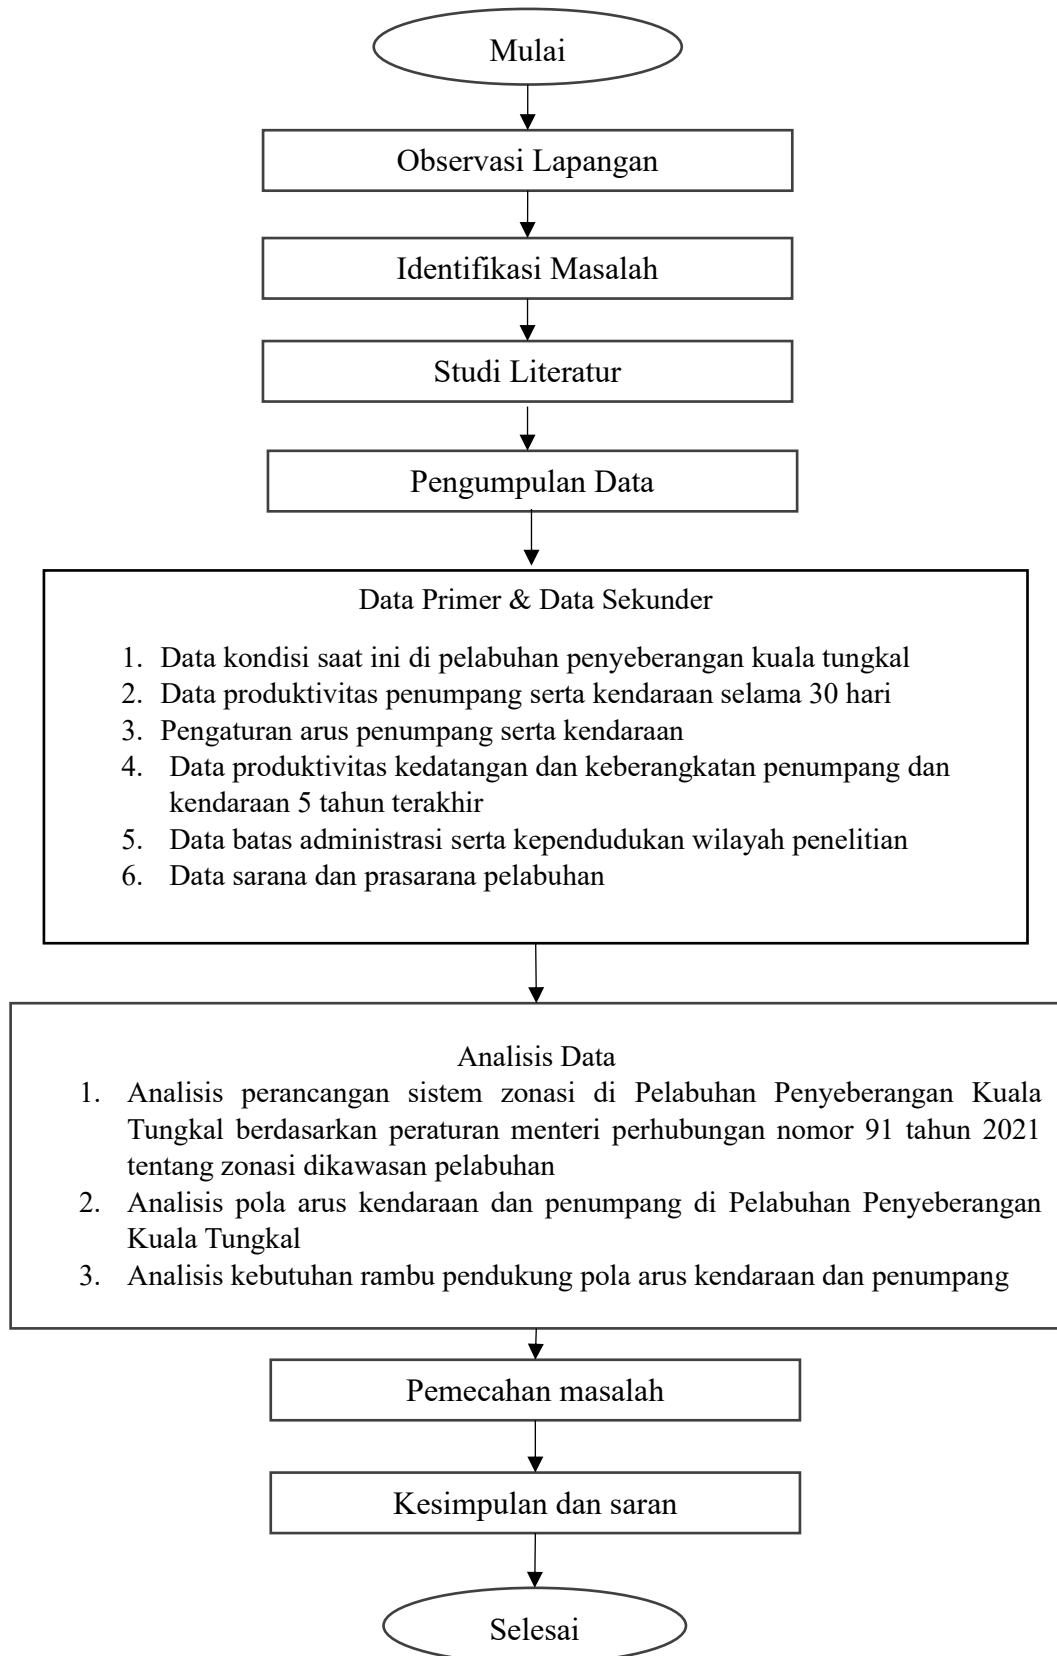 Mulai
Observasi Lapangan
Identifikasi Masalah
Studi Literatur
Pengumpulan Data
Data Primer & Data Sekunder
1. Data kondisi saat ini di pelabuhan penyeberangan kuala tungkal
2. Data produktivitas penumpang serta kendaraan selama 30 hari
3. Pengaturan arus penumpang serta kendaraan
4. Data produktivitas kedatangan dan keberangkatan penumpang dan
kendaraan 5 tahun terakhir
5. Data batas administrasi serta kependudukan wilayah penelitian
6. Data sarana dan prasarana pelabuhan
Analisis Data
1. Analisis perancangan sistem zonasi di Pelabuhan Penyeberangan Kuala
Tungkal berdasarkan peraturan menteri perhubungan nomor 91 tahun 2021
tentang zonasi dikawasan pelabuhan
2. Analisis pola arus kendaraan dan penumpang di Pelabuhan Penyeberangan
Kuala Tungkal
3. Analisis kebutuhan rambu pendukung pola arus kendaraan dan penumpang
Pemecahan masalah
Kesimpulan dan saran
Selesai